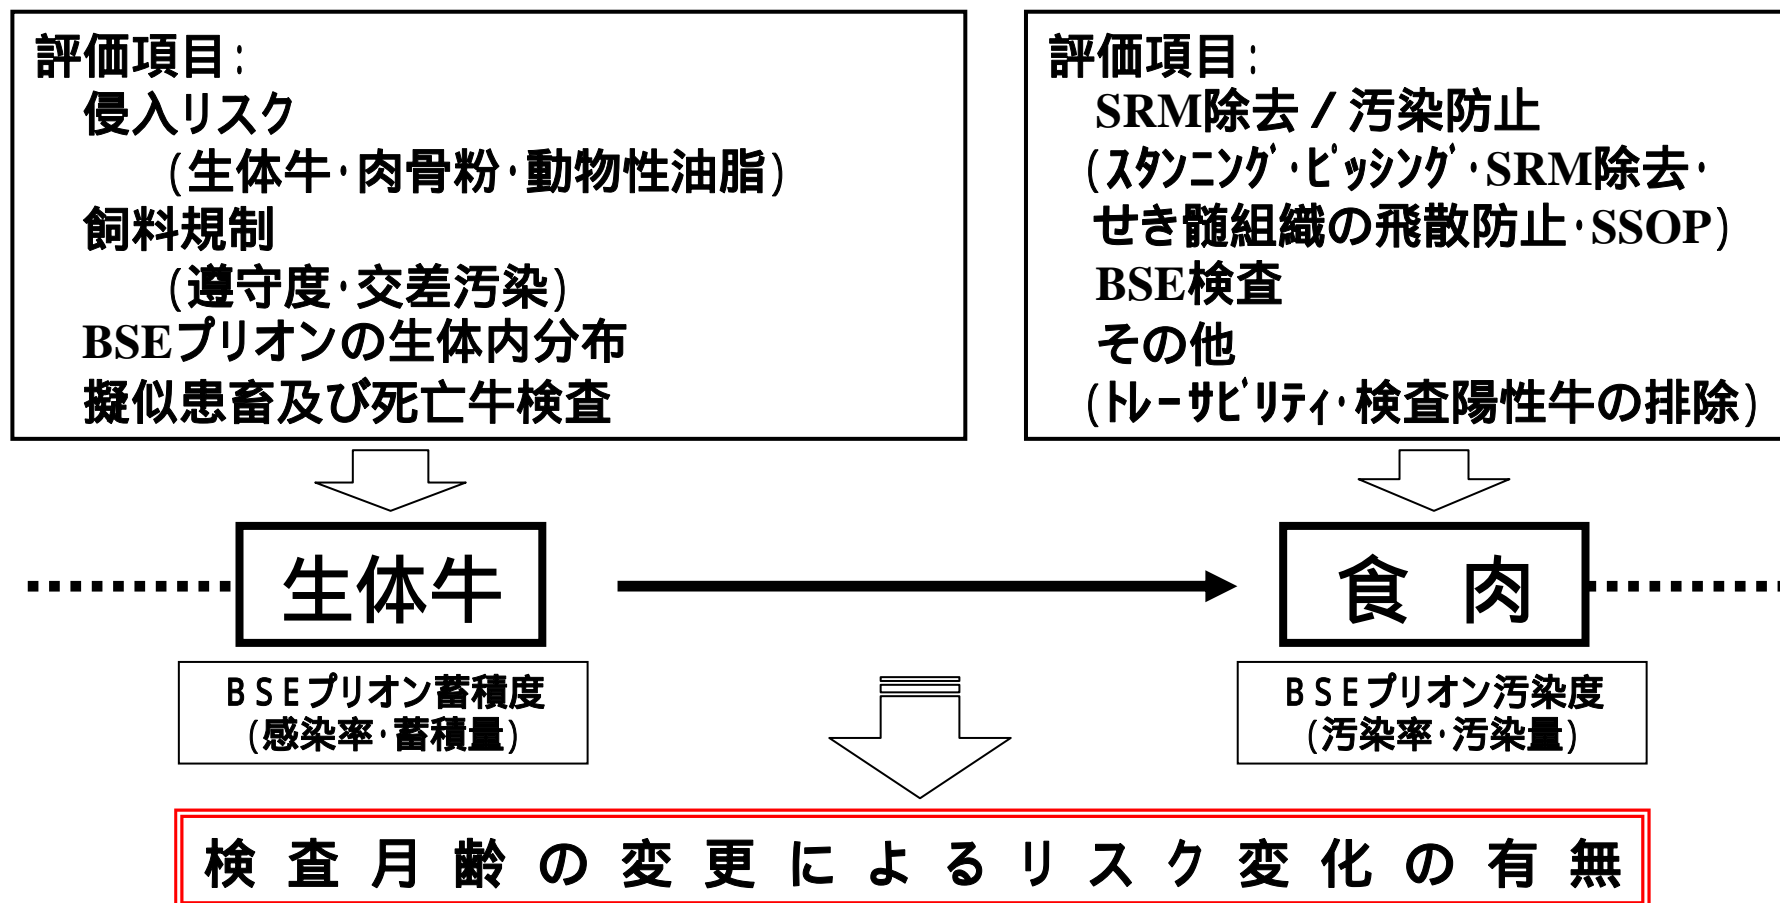 評価項目:
侵入リスク
(生体牛・肉骨粉・動物性油脂)
飼料規制
(遵守度・交差汚染)
BSEプリオンの生体内分布
擬似患畜及び死亡牛検査
評価項目:
SRM除去／汚染防止
(ｽﾀﾝﾆﾝｸﾞ・ﾋﾟｯｼﾝｸﾞ・SRM除去・
せき髄組織の飛散防止・SSOP)
BSE検査
その他
(ﾄﾚｰｻﾋﾞﾘﾃｨ・検査陽性牛の排除)
生体牛
食 肉
ＢＳＥプリオン蓄積度
(感染率・蓄積量)
ＢＳＥプリオン汚染度
(汚染率・汚染量)
検査月齢の変更によるリスク変化の有無